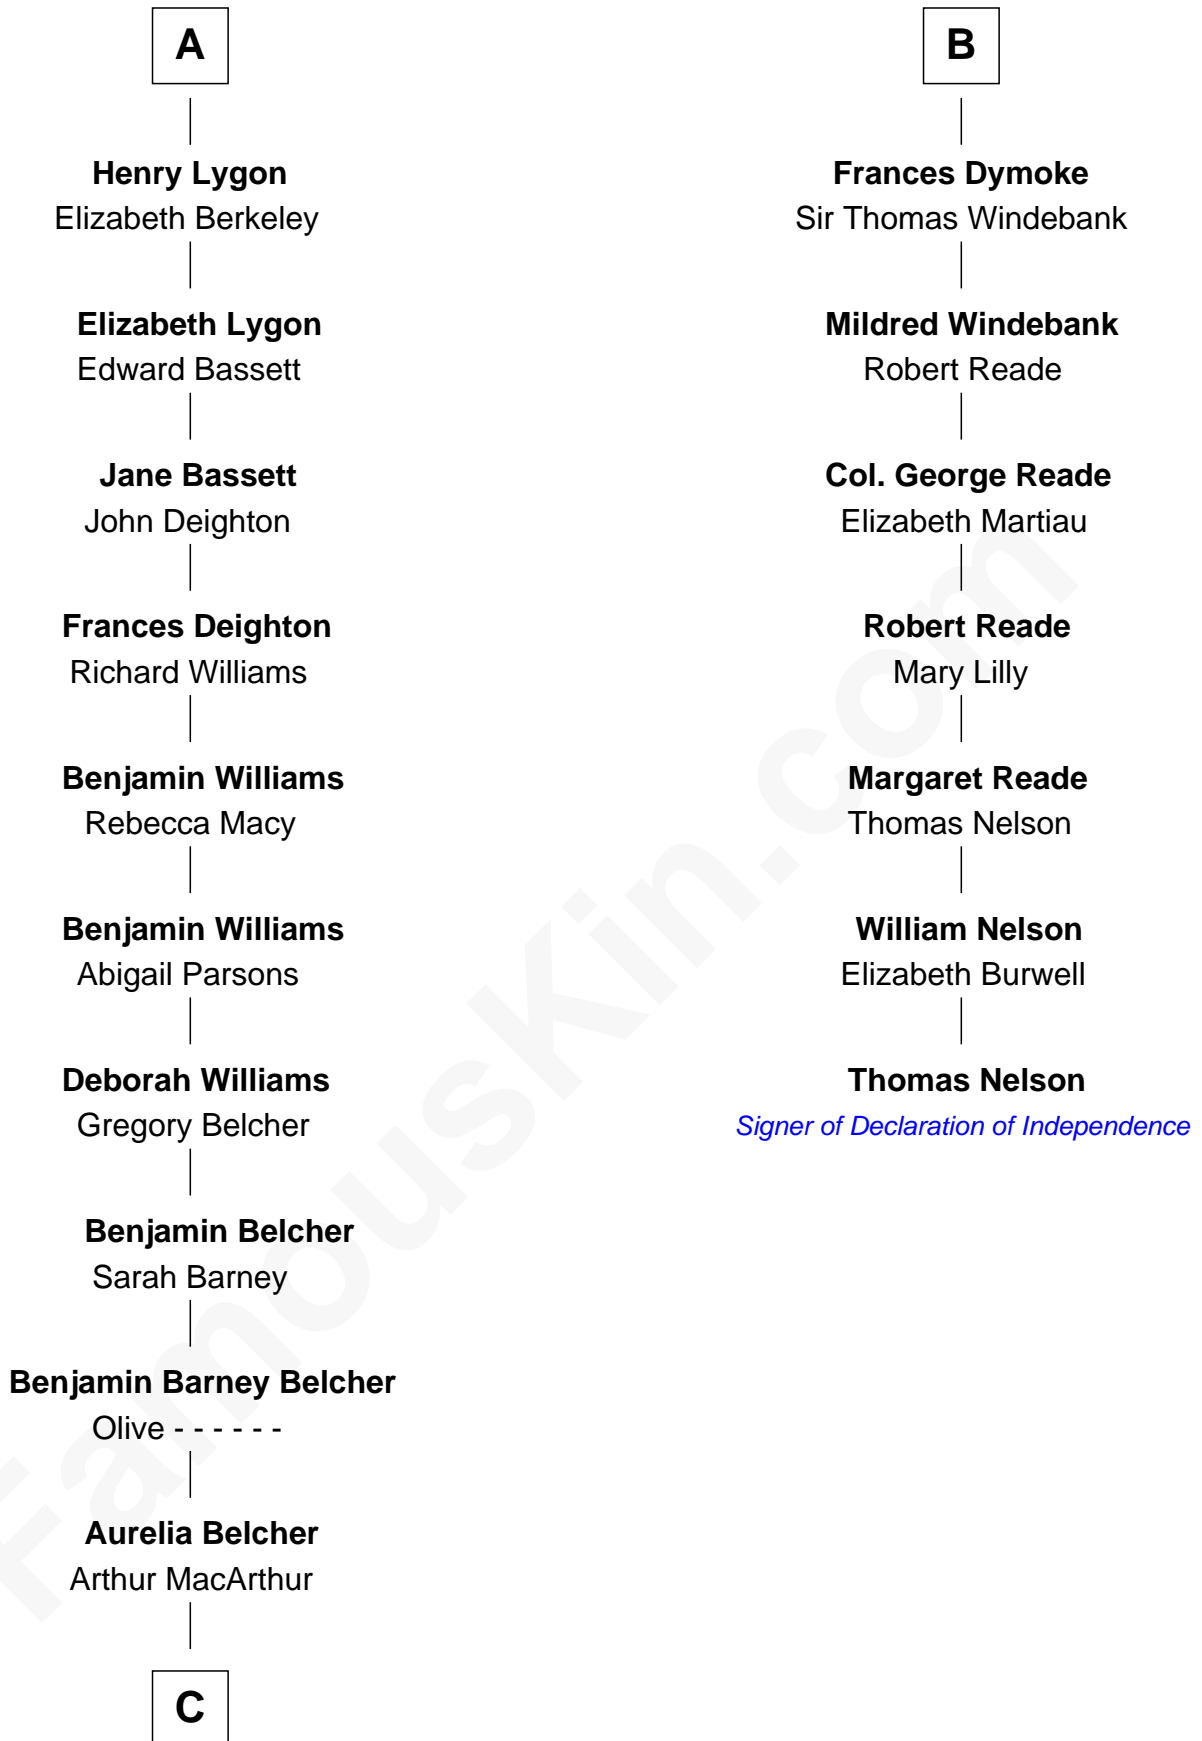 A
Henry Lygon
Elizabeth Berkeley
Elizabeth Lygon
Edward Bassett
Jane Bassett
John Deighton
Frances Deighton
Richard Williams
Benjamin Williams
Rebecca Macy
Benjamin Williams
Abigail Parsons
Deborah Williams
Gregory Belcher
Benjamin Belcher
Sarah Barney
Benjamin Barney Belcher
Olive - - - - - -
Aurelia Belcher
Arthur MacArthur
C
B
Frances Dymoke
Sir Thomas Windebank
Mildred Windebank
Robert Reade
Col. George Reade
Elizabeth Martiau
Robert Reade
Mary Lilly
Margaret Reade
Thomas Nelson
William Nelson
Elizabeth Burwell
Thomas Nelson
Signer of Declaration of Independence
FamousKin.com